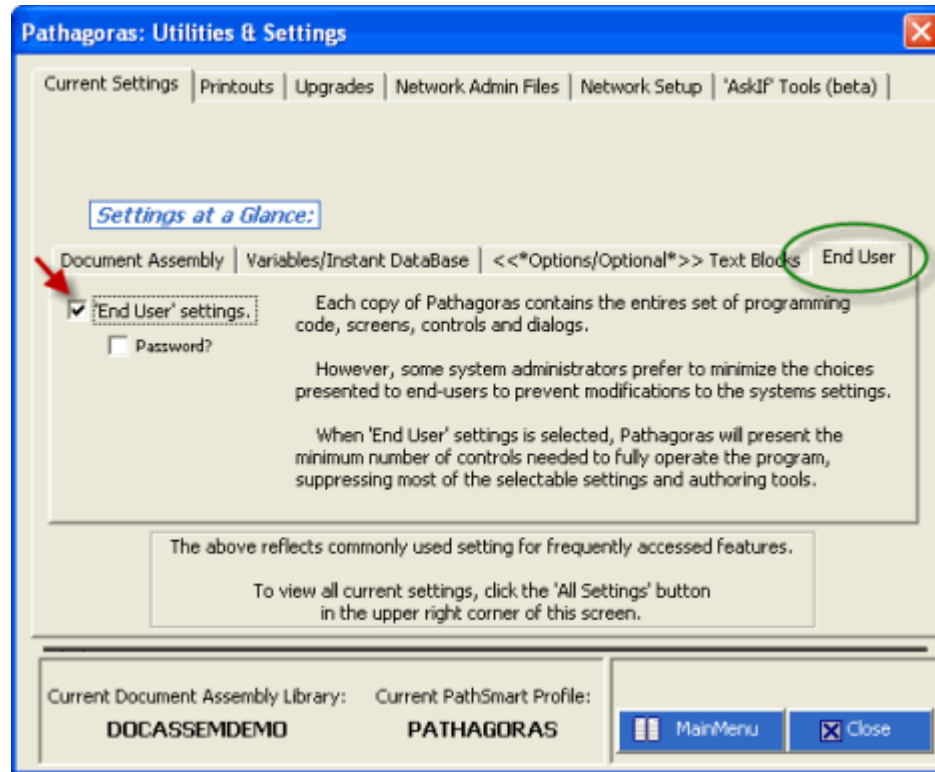 Pathagoras: Utilities & Settings
Current Settings Printouts Upgrades Network Admin Files Network Setup 'AskIf' Tools (beta)
Settings at a Glance:
Document Assembly Variables/Instant DataBase <<*Options/Optional*>> Text Blocks End User
'End User' settings.
Password?
Each copy of Pathagoras contains the entires set of programming
code, screens, controls and dialogs.
However, some system administrators prefer to minimize the choices
presented to end-users to prevent modifications to the systems settings.
When 'End User' settings is selected, Pathagoras will present the
minimum number of controls needed to fully operate the program,
suppressing most of the selectable settings and authoring tools.
The above reflects commonly used setting for frequently accessed features.
To view all current settings, click the 'All Settings' button
in the upper right corner of this screen.
Current Document Assembly Library: Current PathSmart Profile:
DOCASSEMDEMO PATHAGORAS
MainMenu Close